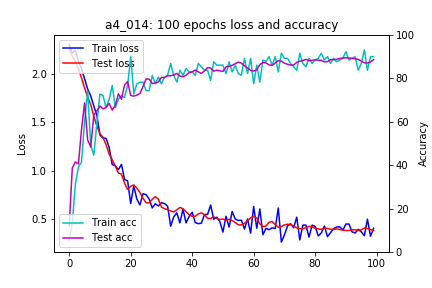 a4_014: 100 epochs loss and accuracy
Train loss
Test loss
Train acc
Test acc
Loss
2.0
1.5
1.0
0.5
Accuracy
100
80
60
40
20
0
0
20
40
60
80
100